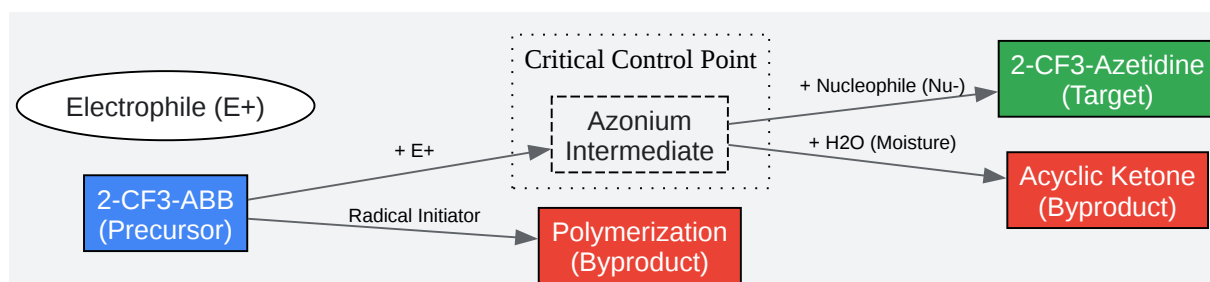 Electrophile (E+)
2-CF3-ABB
(Precursor)
+ E+
Radical Initiator
Critical Control Point
Azonium
Intermediate
Polymerization
(Byproduct)
+ Nucleophile (Nu-)
+ H2O (Moisture)
2-CF3-Azetidine
(Target)
Acyclic Ketone
(Byproduct)